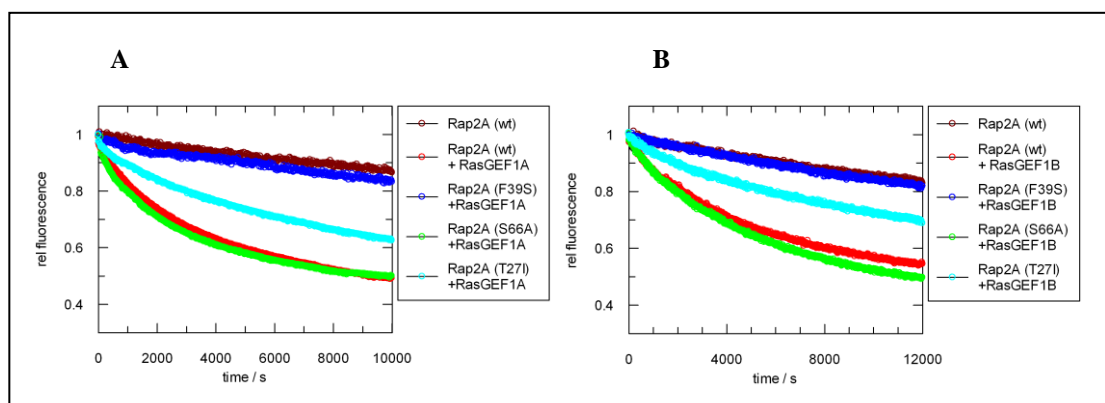 A
rel fluorescence
1
0.8
0.6
0.4
0
2000
4000
6000
8000
10000
time / s
Rap2A (wt)
Rap2A (wt)
+ RasGEF1A
Rap2A (F39S)
+RasGEF1A
Rap2A (S66A)
+RasGEF1A
Rap2A (T27I)
+RasGEF1A
B
rel fluorescence
1
0.8
0.6
0.4
0
4000
8000
12000
time / s
Rap2A (wt)
Rap2A (wt)
+ RasGEF1B
Rap2A (F39S)
+RasGEF1B
Rap2A (S66A)
+RasGEF1B
Rap2A (T27I)
+RasGEF1B